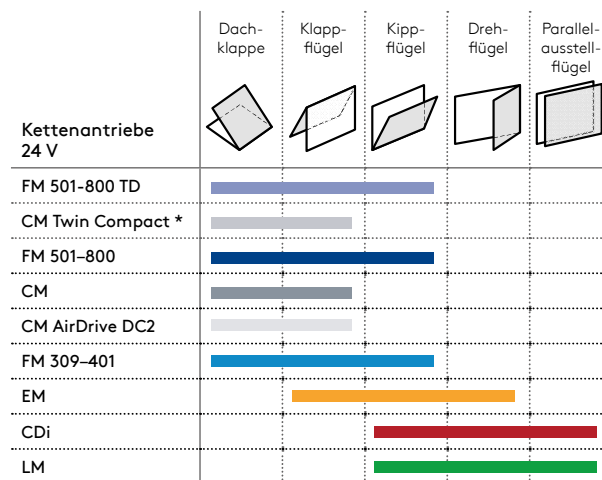 Dach-
klappe
Klapp-
flügel
Kipp-
flügel
Dreh-
flügel
Parallel-
ausstell-
flügel
Kettenantriebe
24 V
FM 501-800 TD
CM Twin Compact *
FM 501–800
CM
CM AirDrive DC2
FM 309–401
EM
CDi
LM